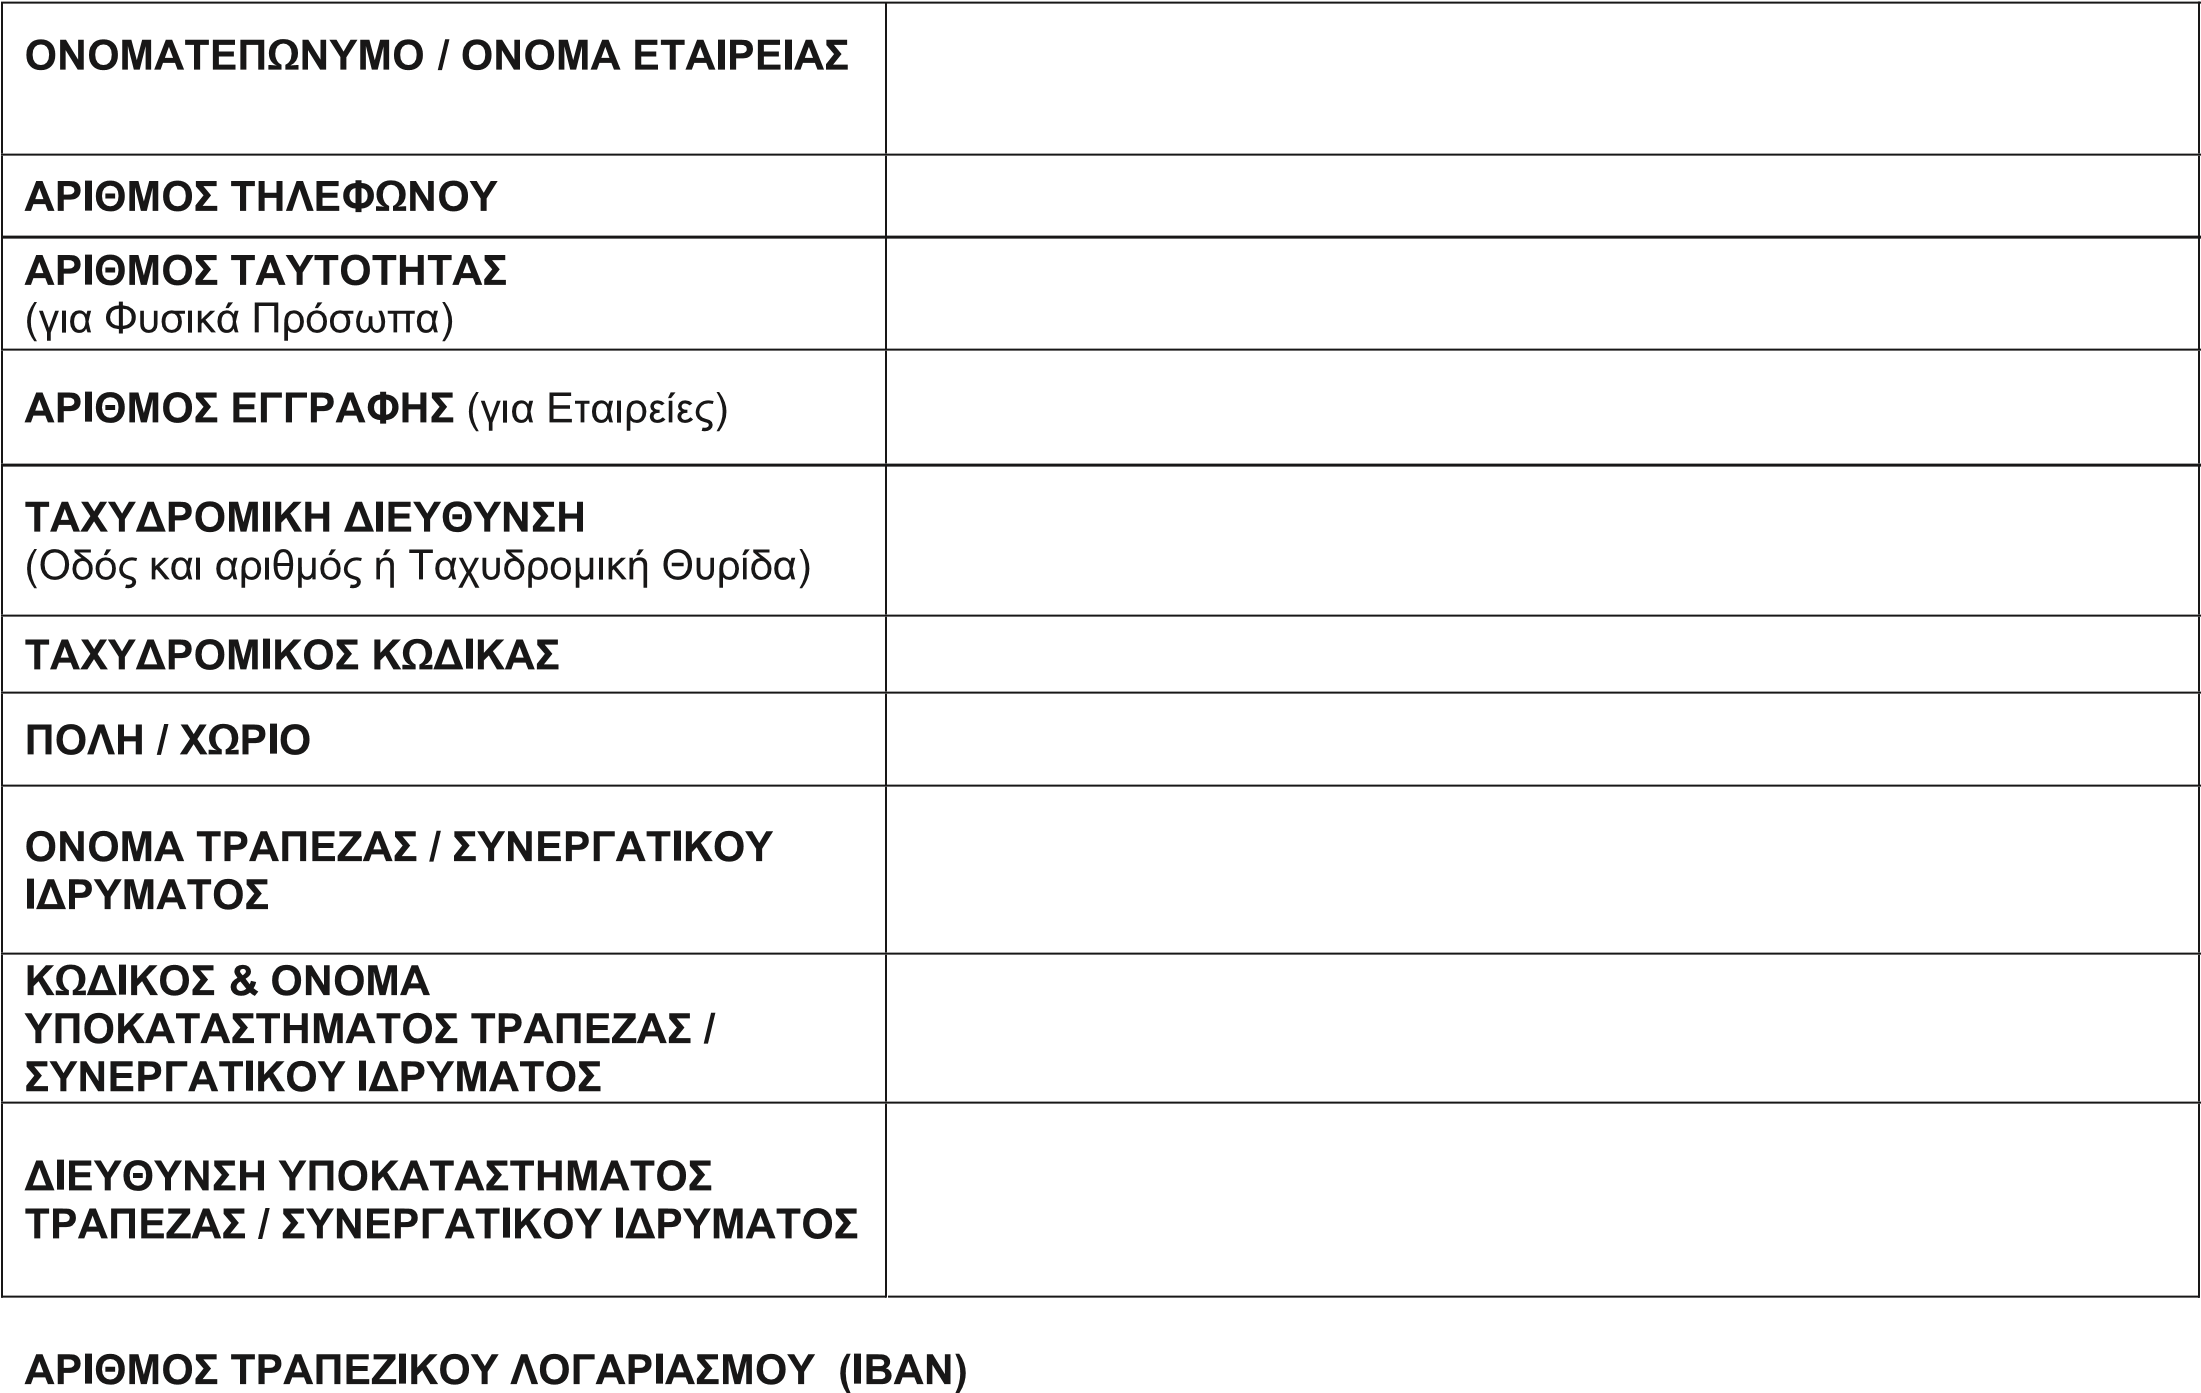 ΟΝΟΜΑΤΕΠΩΝΥΜΟ / ΟΝΟΜΑ ΕΤΑΙΡΕΙΑΣ
ΑΡΙΘΜΟΣ ΤΗΛΕΦΩΝΟΥ
ΑΡΙΘΜΟΣ ΤΑΥΤΟΤΗΤΑΣ
(για Φυσικά Πρόσωπα)
ΑΡΙΘΜΟΣ ΕΓΓΡΑΦΗΣ (για Εταιρείες)
ΤΑΧΥΔΡΟΜΙΚΗ ΔΙΕΥΘΥΝΣΗ
(Οδός και αριθμός ή Ταχυδρομική Θυρίδα)
ΤΑΧΥΔΡΟΜΙΚΟΣ ΚΩΔΙΚΑΣ
ΠΟΛΗ / ΧΩΡΙΟ
ΟΝΟΜΑ ΤΡΑΠΕΖΑΣ / ΣΥΝΕΡΓΑΤΙΚΟΥ
ΙΔΡΥΜΑΤΟΣ
ΚΩΔΙΚΟΣ & ΟΝΟΜΑ
ΥΠΟΚΑΤΑΣΤΗΜΑΤΟΣ ΤΡΑΠΕΖΑΣ /
ΣΥΝΕΡΓΑΤΙΚΟΥ ΙΔΡΥΜΑΤΟΣ
ΔΙΕΥΘΥΝΣΗ ΥΠΟΚΑΤΑΣΤΗΜΑΤΟΣ
ΤΡΑΠΕΖΑΣ / ΣΥΝΕΡΓΑΤΙΚΟΥ ΙΔΡΥΜΑΤΟΣ
ΑΡΙΘΜΟΣ ΤΡΑΠΕΖΙΚΟΥ ΛΟΓΑΡΙΑΣΜΟΥ (IBAN)